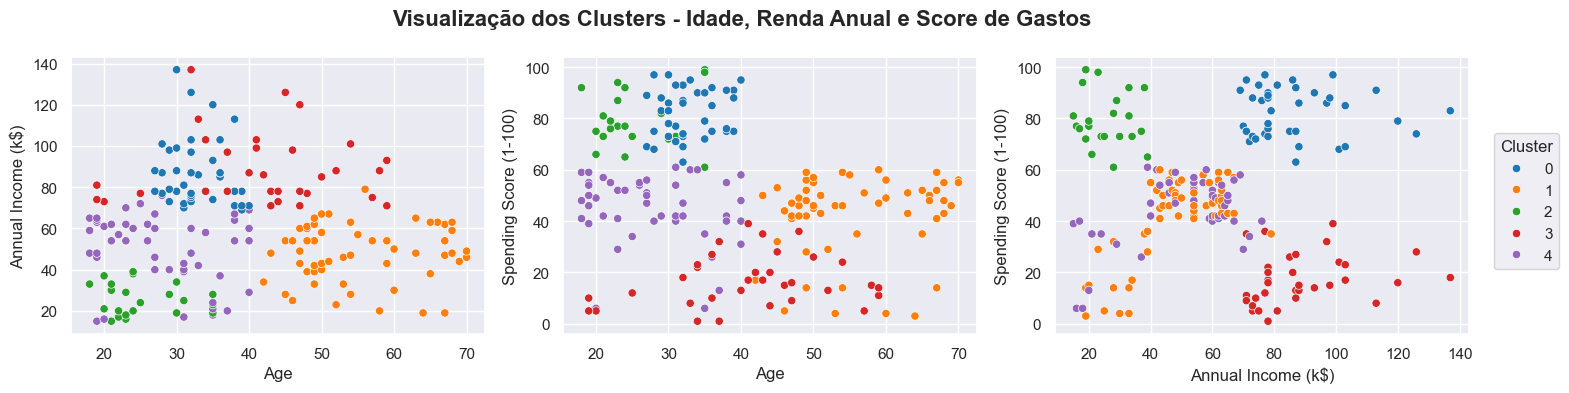 Visualização dos Clusters - Idade, Renda Anual e Score de Gastos
140
120
100
80
60
40
20
Annual Income (k$)
20 30 40 50 60 70
Age
100
80
60
40
20
0
Spending Score (1-100)
20 30 40 50 60 70
Age
100
80
60
40
20
0
Spending Score (1-100)
20 40 60 80 100 120 140
Annual Income (k$)
Cluster
0
1
2
3
4